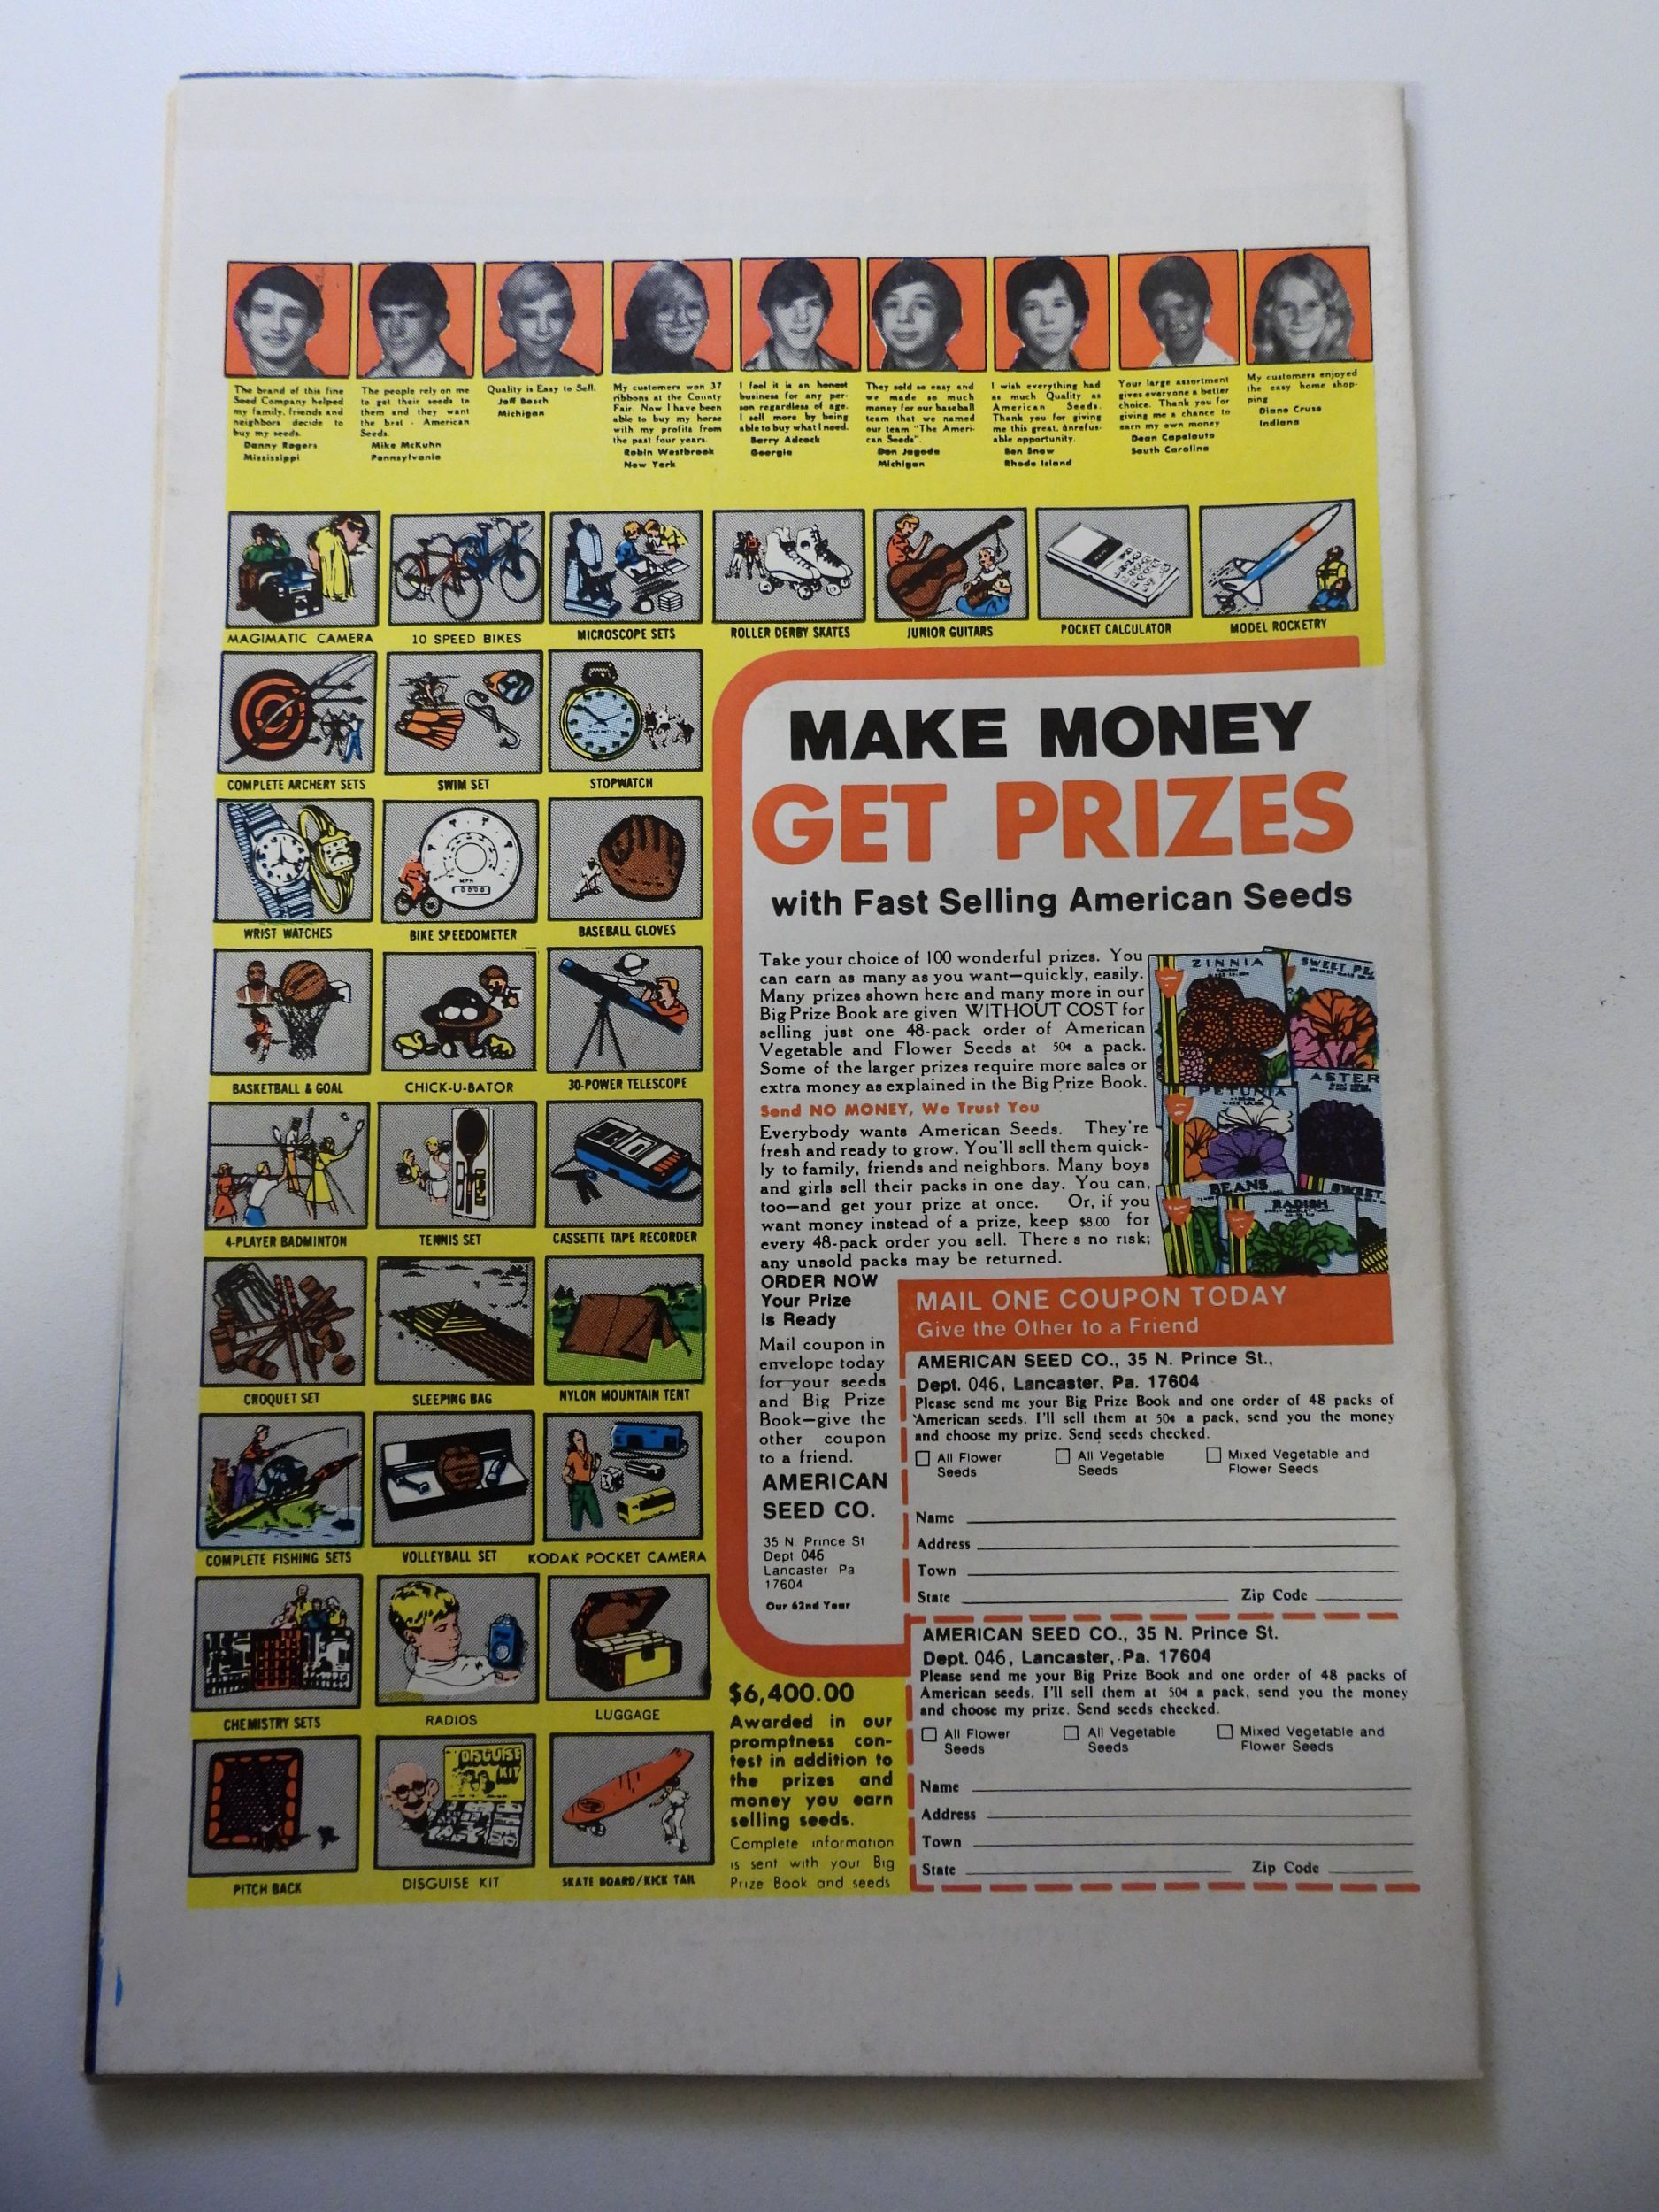 The brand of this fine
Seed Company helped
my family, friends and
neighbors decide to
buy my seeds.
Danny Rogers
Mississippi
The people rely on me
to get their seeds to
them and they want
the best - American
Seeds.
Mike McKuhn
Pennsylvania
Quality is Easy to Sell.
Jeff Besch
Michigan
My customers won 37
ribbons at the County
Fair. Now I have been
able to buy my horse
with my profits from
the past four years.
Robin Westbrook
New York
I feel it is an honest
business for any per-
son regardless of age.
I sell more by being
able to buy what I need.
Barry Adcock
Georgia
They sold so easy and
we made so much
money for our baseball
team that we named
our team "The Ameri-
can Seeds".
Don Jagoda
Michigan
I wish everything had
as much Quality as
American Seeds.
Thank you for giving
me this great, unrefus-
able opportunity.
Ben Snow
Rhode Island
Your large assortment
gives everyone a better
choice. Thank you for
giving me a chance to
earn my own money
Dean Capolauto
South Carolina
My customers enjoyed
the easy home shop-
ping
Diane Cruse
Indiana
MAGIMATIC CAMERA
10 SPEED BIKES
MICROSCOPE SETS
ROLLER DERBY SKATES
JUNIOR GUITARS
POCKET CALCULATOR
MODEL ROCKETRY
COMPLETE ARCHERY SETS
SWIM SET
STOPWATCH
WRIST WATCHES
MPH
BIKE SPEEDOMETER
BASEBALL GLOVES
BASKETBALL & GOAL
CHICK-U-BATOR
30-POWER TELESCOPE
4-PLAYER BADMINTON
TENNIS SET
CASSETTE TAPE RECORDER
CROQUET SET
SLEEPING BAG
NYLON MOUNTAIN TENT
COMPLETE FISHING SETS
VOLLEYBALL SET
KODAK POCKET CAMERA
CHEMISTRY SETS
RADIOS
LUGGAGE
PITCH BACK
DISGUISE
KIT
DISGUISE KIT
SKATE BOARD/KICK TAIL
MAKE MONEY
GET PRIZES
with Fast Selling American Seeds
Take your choice of 100 wonderful prizes. You
can earn as many as you want—quickly, easily.
Many prizes shown here and many more in our
Big Prize Book are given WITHOUT COST for
selling just one 48-pack order of American
Vegetable and Flower Seeds at 50¢ a pack.
Some of the larger prizes require more sales or
extra money as explained in the Big Prize Book.
Send NO MONEY, We Trust You
Everybody wants American Seeds. They're
fresh and ready to grow. You'll sell them quick-
ly to family, friends and neighbors. Many boys
and girls sell their packs in one day. You can,
too—and get your prize at once. Or, if you
want money instead of a prize, keep $8.00 for
every 48-pack order you sell. There s no risk;
any unsold packs may be returned.
ZINNIA
SWEET PE
ASTER
PETUNIA
BEANS
RADISH
SWEET
ORDER NOW
Your Prize
Is Ready
Mail coupon in
envelope today
for your seeds
and Big Prize
Book—give the
other coupon
to a friend.
AMERICAN
SEED CO.
35 N Prince St
Dept 046
Lancaster Pa
17604
Our 62nd Year
MAIL ONE COUPON TODAY
Give the Other to a Friend
AMERICAN SEED CO., 35 N. Prince St.,
Dept. 046, Lancaster, Pa. 17604
Please send me your Big Prize Book and one order of 48 packs of
American seeds. I'll sell them at 50¢ a pack, send you the money
and choose my prize. Send seeds checked.
All Flower
Seeds
All Vegetable
Seeds
Mixed Vegetable and
Flower Seeds
Name
Address
Town
State Zip Code
AMERICAN SEED CO., 35 N. Prince St.
Dept. 046, Lancaster, Pa. 17604
Please send me your Big Prize Book and one order of 48 packs of
American seeds. I'll sell them at 50¢ a pack, send you the money
and choose my prize. Send seeds checked.
All Flower
Seeds
All Vegetable
Seeds
Mixed Vegetable and
Flower Seeds
Name
Address
Town
State Zip Code
$6,400.00
Awarded in our
promptness con-
test in addition to
the prizes and
money you earn
selling seeds.
Complete information
is sent with your Big
Prize Book and seeds